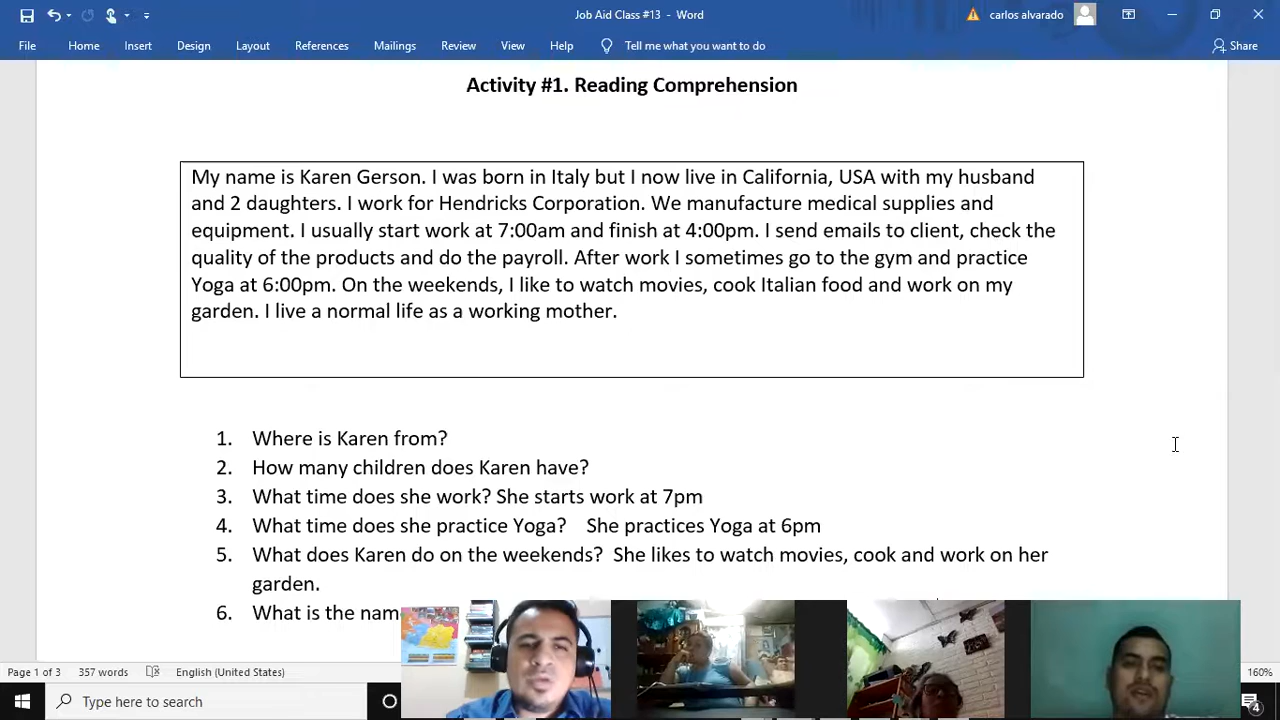 Job Aid Class #13 - Word
carlos alvarado
File Home Insert Design Layout References Mailings Review View Help Tell me what you want to do Share
Activity #1. Reading Comprehension
My name is Karen Gerson. I was born in Italy but I now live in California, USA with my husband
and 2 daughters. I work for Hendricks Corporation. We manufacture medical supplies and
equipment. I usually start work at 7:00am and finish at 4:00pm. I send emails to client, check the
quality of the products and do the payroll. After work I sometimes go to the gym and practice
Yoga at 6:00pm. On the weekends, I like to watch movies, cook Italian food and work on my
garden. I live a normal life as a working mother.
1. Where is Karen from?
2. How many children does Karen have?
3. What time does she work? She starts work at 7pm
4. What time does she practice Yoga? She practices Yoga at 6pm
5. What does Karen do on the weekends? She likes to watch movies, cook and work on her
garden.
6. What is the nam
Page 1 of 3 357 words English (United States) 160%
Type here to search 4